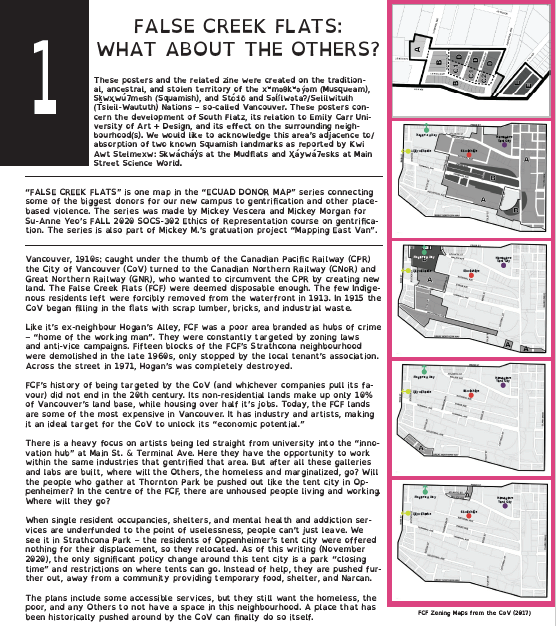 1
FALSE CREEK FLATS:
WHAT ABOUT THE OTHERS?
These posters and the related zine were created on the tradition-
al, ancestral, and stolen territory of the xʷməθkʷəy̓əm (Musqueam),
Sḵwx̱wú7mesh (Squamish), and Stó:lō and Səl̓ílwətaʔ/Selilwitulh
(Tsleil-Waututh) Nations – so-called Vancouver. These posters con-
cern the development of South Flatz, its relation to Emily Carr Uni-
versity of Art + Design, and its effect on the surrounding neigh-
bourhood(s). We would like to acknowledge this area's adjacence to/
absorption of two known Squamish landmarks as reported by Kwi
Awt Stelmexw: Skwácháy̓s at the Mudflats and X̱áywá7esks at Main
Street Science World.
"FALSE CREEK FLATS" is one map in the "ECUAD DONOR MAP" series connecting
some of the biggest donors for our new campus to gentrification and other place-
based violence. The series was made by Mickey Vescera and Mickey Morgan for
Su-Anne Yeo's FALL 2020 SOCS-302 Ethics of Representation course on gentrifica-
tion. The series is also part of Mickey M.'s gratuation project "Mapping East Van".
Vancouver, 1910s: caught under the thumb of the Canadian Pacific Railway (CPR)
the City of Vancouver (CoV) turned to the Canadian Northern Railway (CNoR) and
Great Northern Railway (GNR), who wanted to circumvent the CPR by creating new
land. The False Creek Flats (FCF) were deemed disposable enough. The few Indige-
nous residents left were forcibly removed from the waterfront in 1913. In 1915 the
CoV began filling in the flats with scrap lumber, bricks, and industrial waste.
Like it's ex-neighbour Hogan's Alley, FCF was a poor area branded as hubs of crime
– "home of the working man". They were constantly targeted by zoning laws
and anti-vice campaigns. Fifteen blocks of the FCF's Strathcona neighbourhood
were demolished in the late 1960s, only stopped by the local tenant's association.
Across the street in 1971, Hogan's was completely destroyed.
FCF's history of being targeted by the CoV (and whichever companies pull its fa-
vour) did not end in the 20th century. Its non-residential lands make up only 10%
of Vancouver's land base, while housing over half it's jobs. Today, the FCF lands
are some of the most expensive in Vancouver. It has industry and artists, making
it an ideal target for the CoV to unlock its "economic potential."
There is a heavy focus on artists being led straight from university into the "inno-
vation hub" at Main St. & Terminal Ave. Here they have the opportunity to work
within the same industries that gentrified that area. But after all these galleries
and labs are built, where will the Others, the homeless and marginalized, go? Will
the people who gather at Thornton Park be pushed out like the tent city in Op-
penheimer? In the centre of the FCF, there are unhoused people living and working.
Where will they go?
When single resident occupancies, shelters, and mental health and addiction ser-
vices are underfunded to the point of uselessness, people can't just leave. We
see it in Strathcona Park – the residents of Oppenheimer's tent city were offered
nothing for their displacement, so they relocated. As of this writing (November
2020), the only significant policy change around this tent city is a park "closing
time" and restrictions on where tents can go. Instead of help, they are pushed fur-
ther out, away from a community providing temporary food, shelter, and Narcan.
The plans include some accessible services, but they still want the homeless, the
poor, and any Others to not have a space in this neighbourhood. A place that has
been historically pushed around by the CoV can finally do so itself.
FCF Zoning Maps from the CoV (2017)